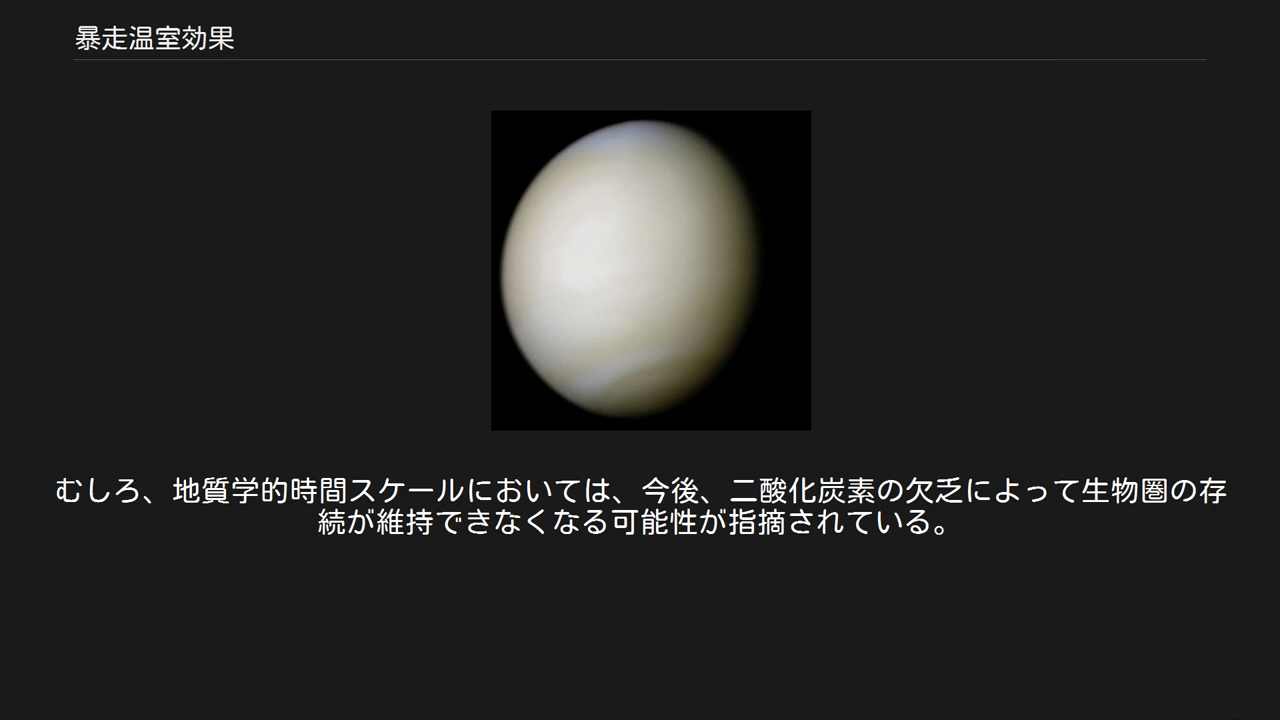 暴走温室効果
むしろ、地質学的時間スケールにおいては、今後、二酸化炭素の欠乏によって生物圏の存
続が維持できなくなる可能性が指摘されている。